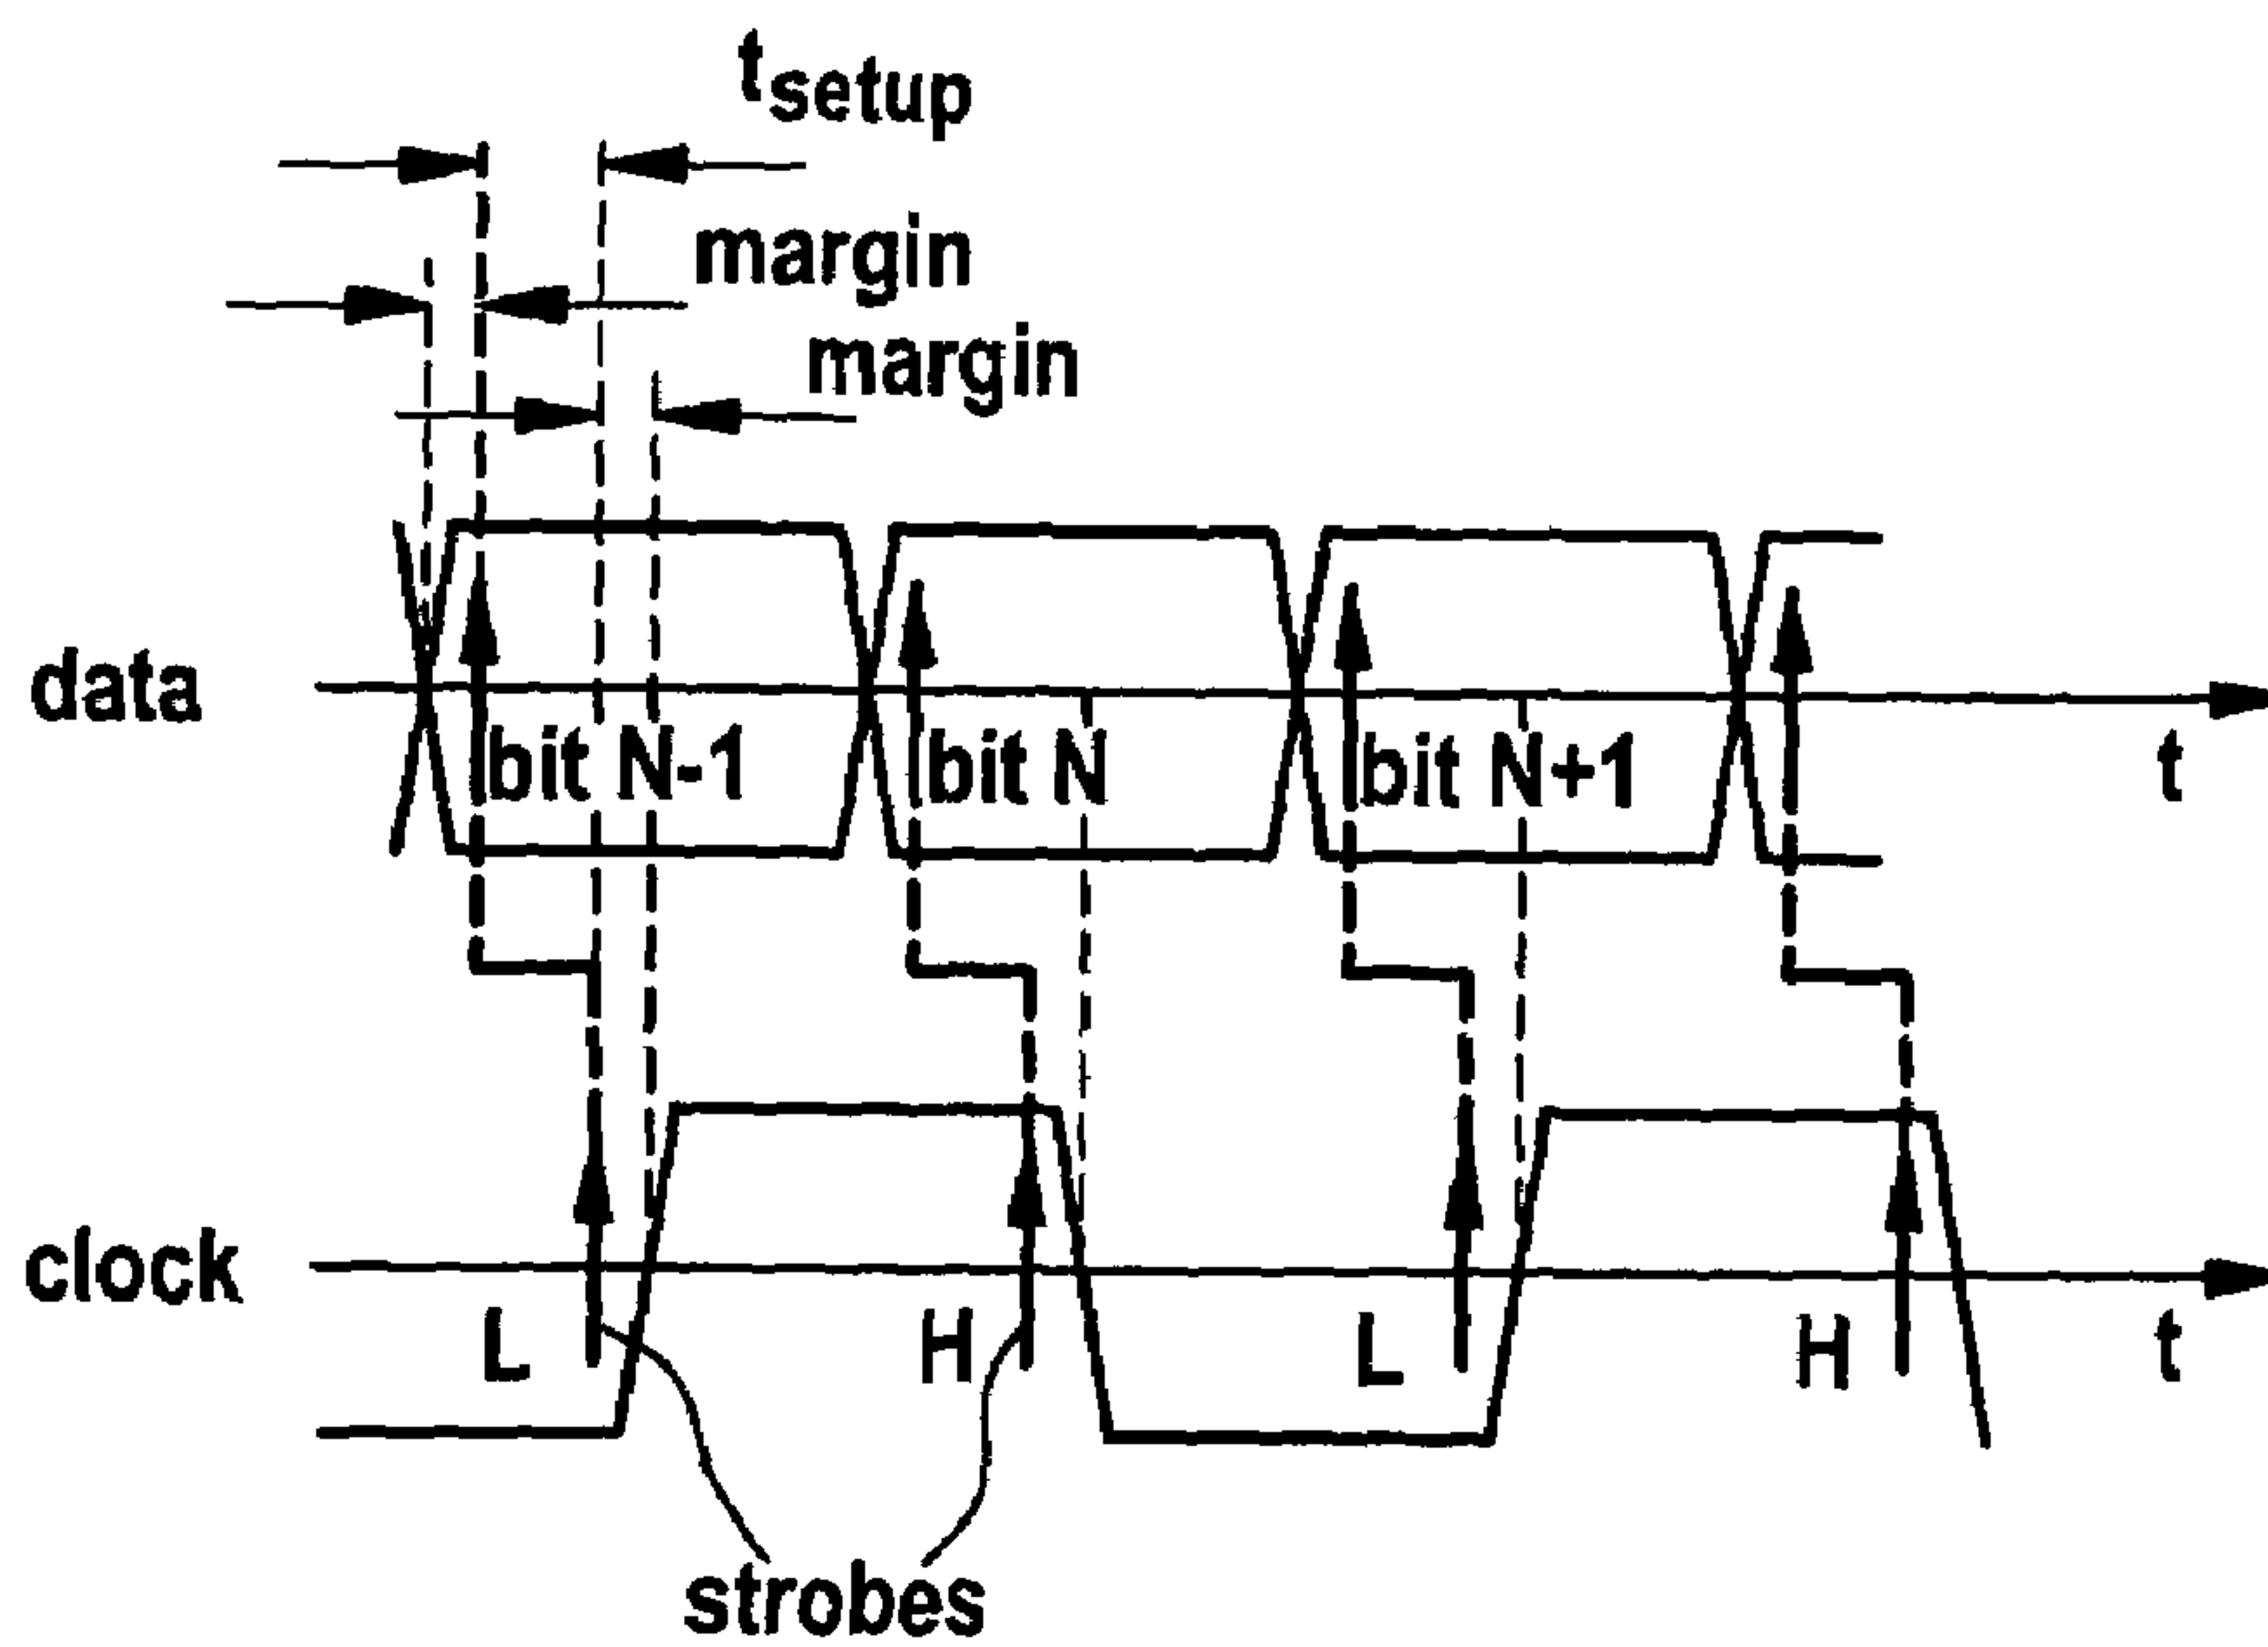 tsetup
margin
margin
data
bit N-1 bit N bit N+1 t
clock
L H L H t
strobes